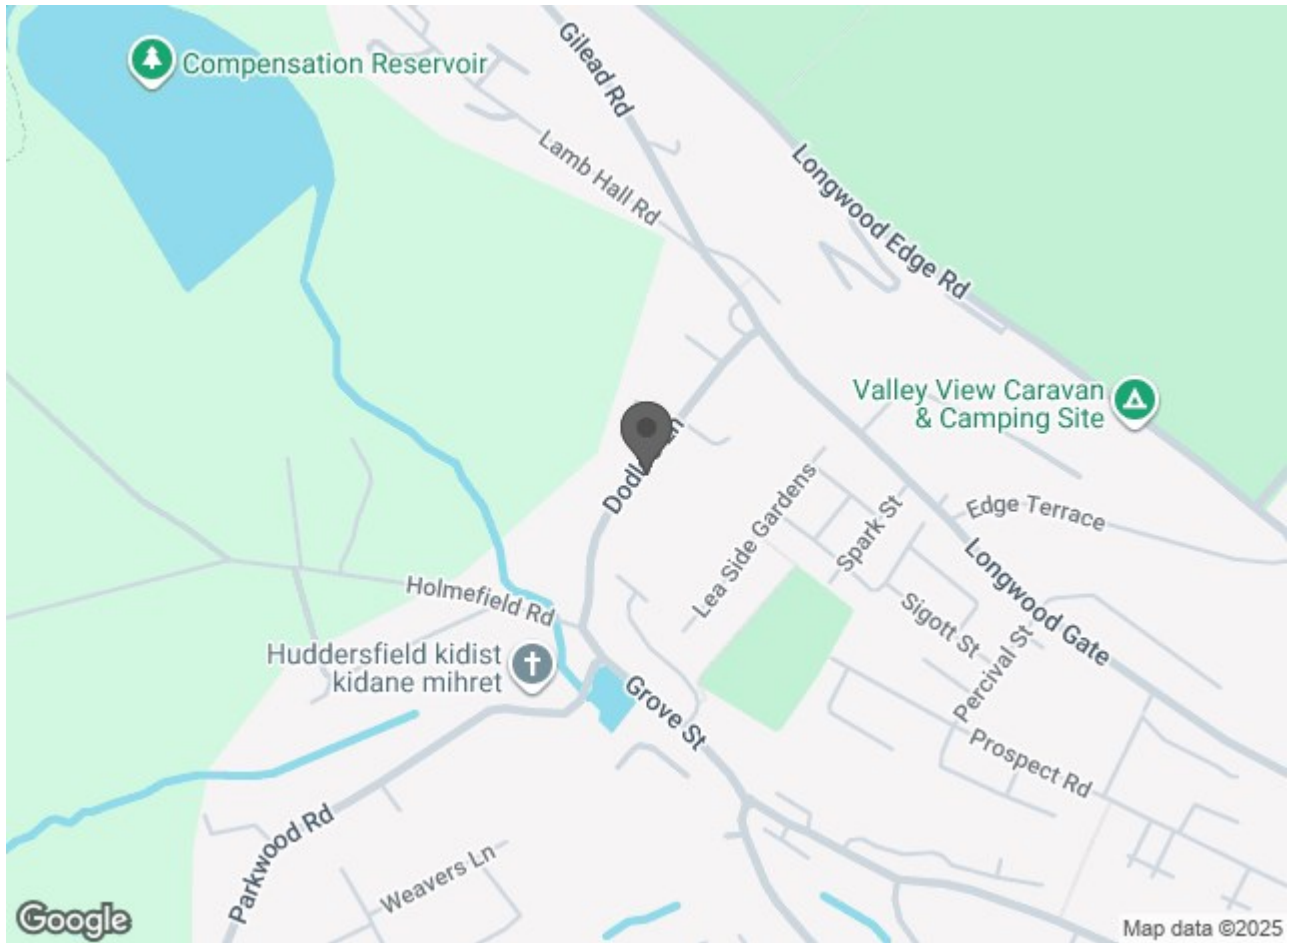 Compensation Reservoir
Gilead Rd
Lamb Hall Rd
Longwood Edge Rd
Valley View Caravan
& Camping Site
Ln
Lea Side Gardens
Spark St
Edge Terrace
Longwood Gate
Sigott St
Percival St
Holmefield Rd
Huddersfield kidist
kidane mihret
Grove St
Prospect Rd
Parkwood Rd
Weavers Ln
Google
Map data ©2025